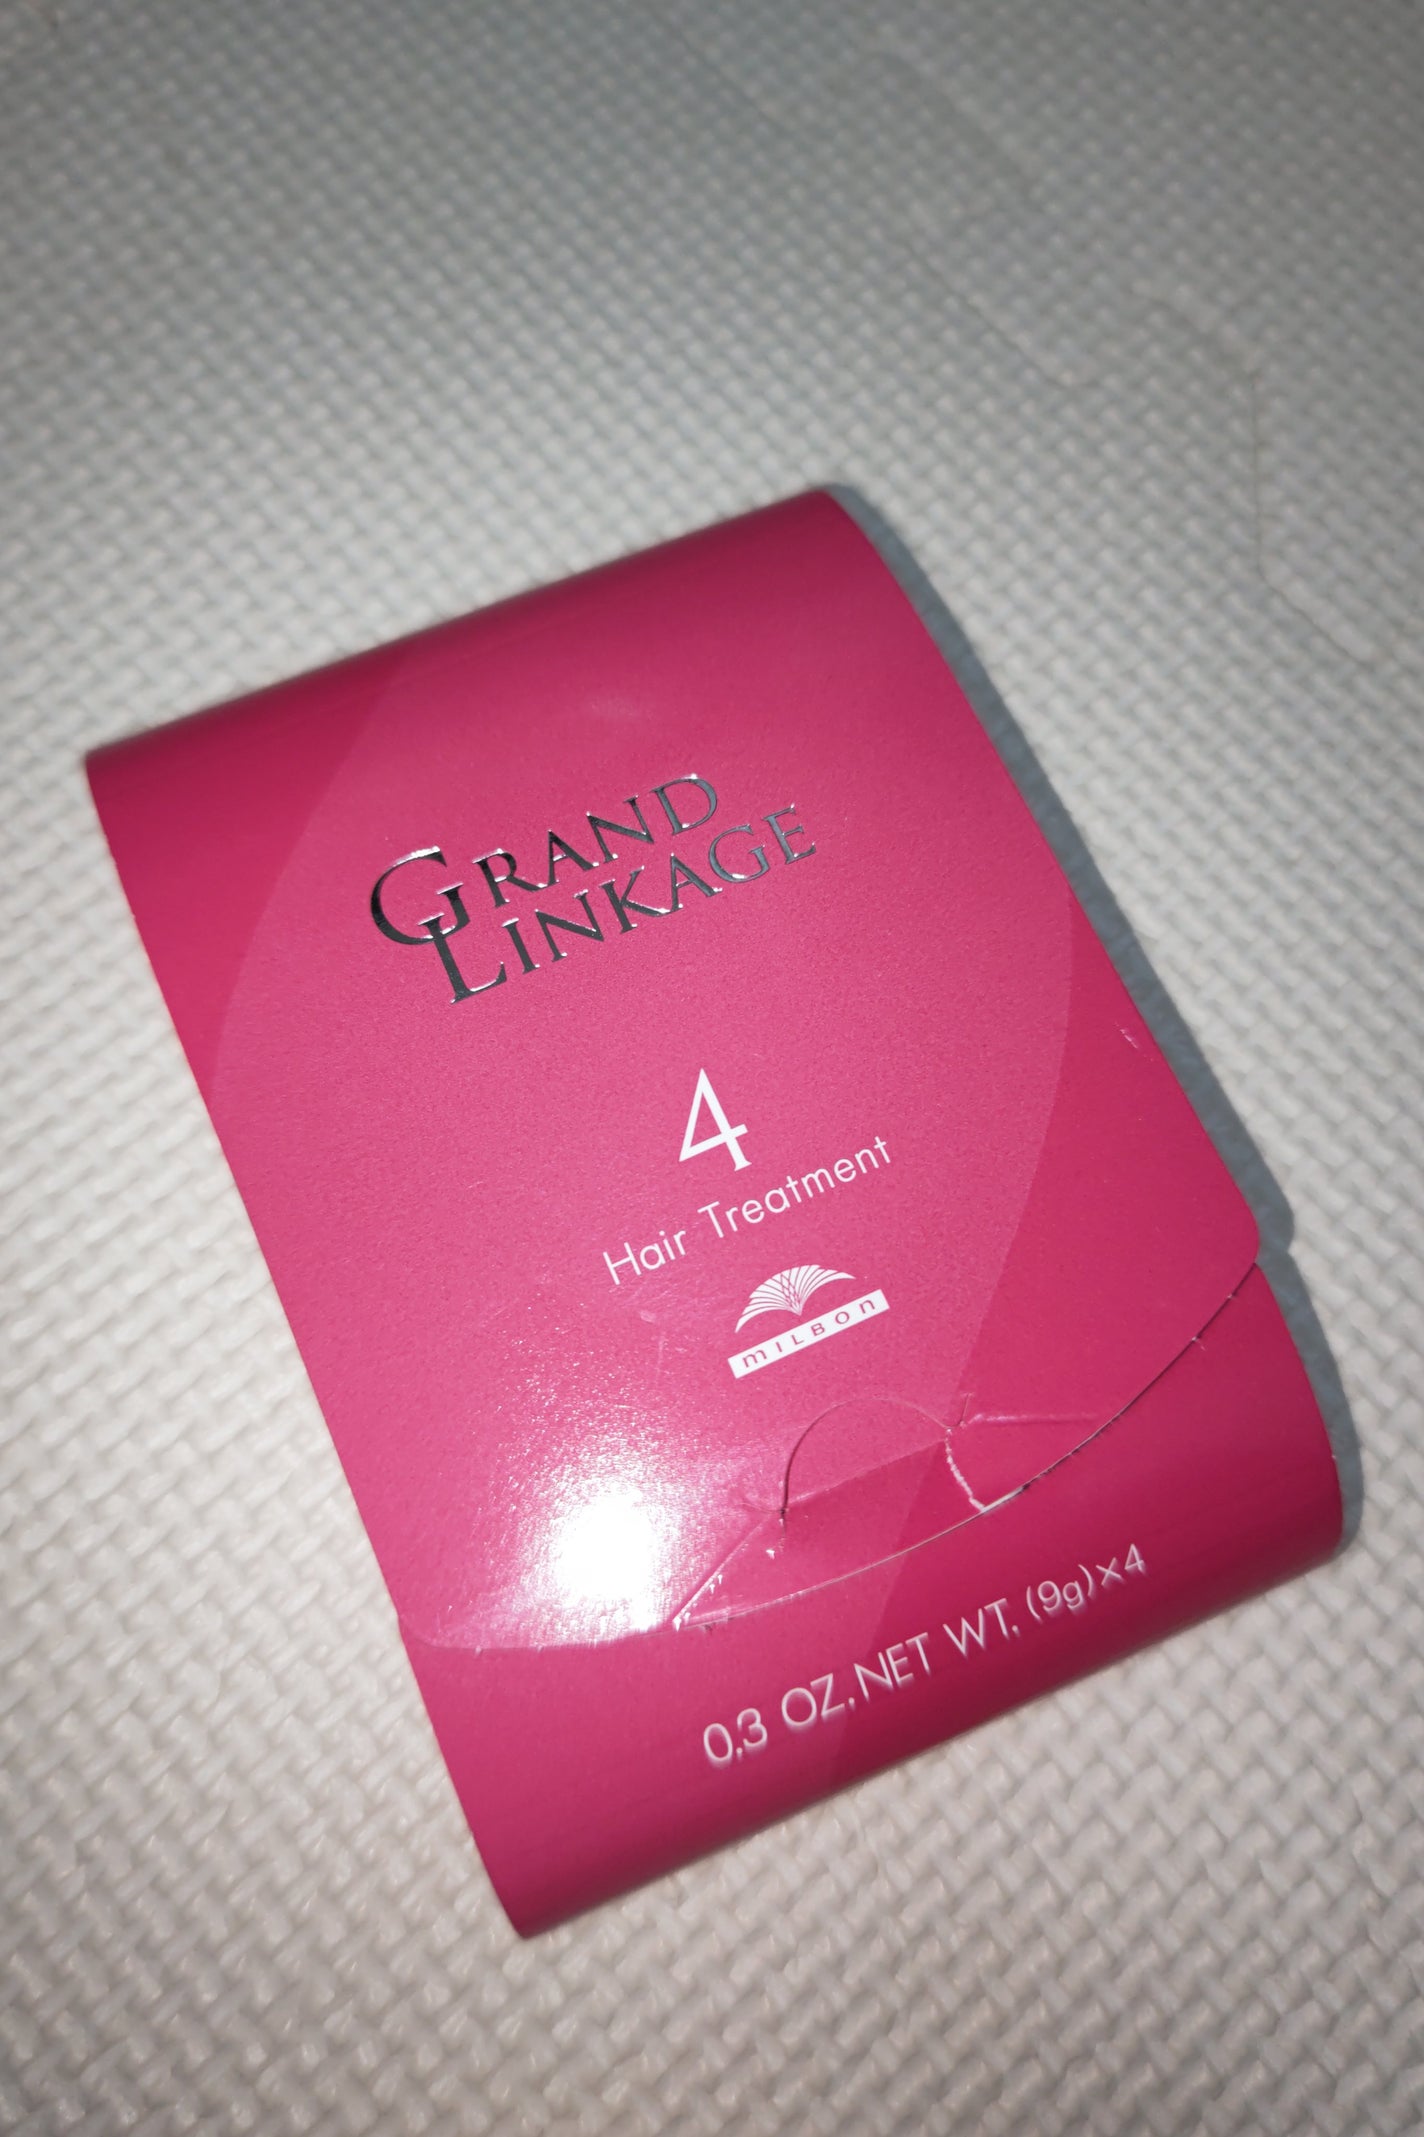 GRAND
LINKAGE
4
Hair Treatment
MILBON
0.3 OZ. NET WT. (9g)×4